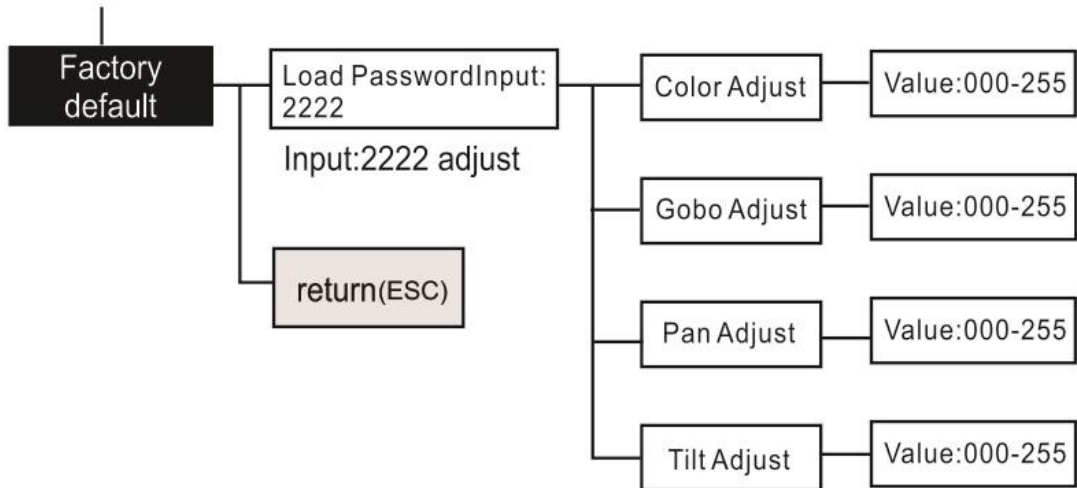 Factory
default
Load PasswordInput:
2222
Input:2222 adjust
return(ESC)
Color Adjust
Value:000-255
Gobo Adjust
Value:000-255
Pan Adjust
Value:000-255
Tilt Adjust
Value:000-255